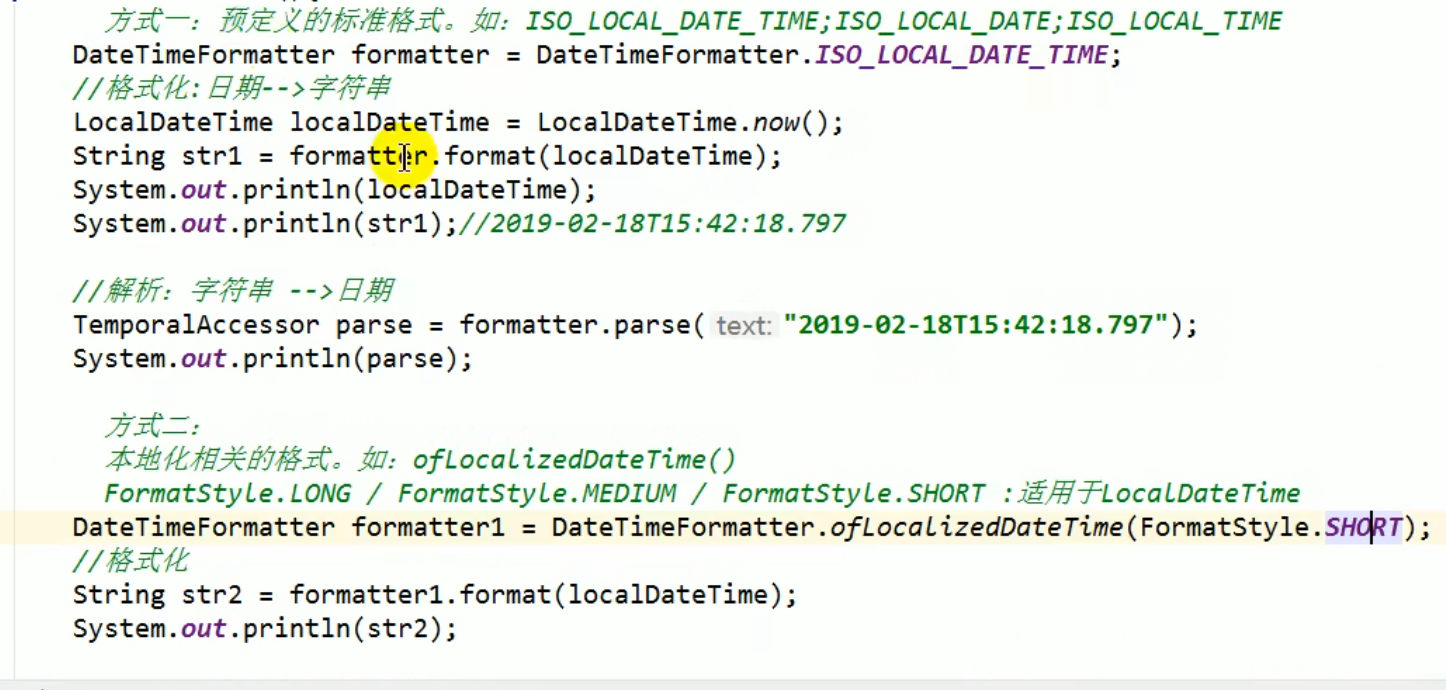 方式一：预定义的标准格式。如：ISO_LOCAL_DATE_TIME;ISO_LOCAL_DATE;ISO_LOCAL_TIME
DateTimeFormatter formatter = DateTimeFormatter.ISO_LOCAL_DATE_TIME;
//格式化:日期-->字符串
LocalDateTime localDateTime = LocalDateTime.now();
String str1 = formatter.format(localDateTime);
System.out.println(localDateTime);
System.out.println(str1);//2019-02-18T15:42:18.797
//解析：字符串 -->日期
TemporalAccessor parse = formatter.parse( text: "2019-02-18T15:42:18.797");
System.out.println(parse);
方式二：
本地化相关的格式。如：ofLocalizedDateTime()
FormatStyle.LONG / FormatStyle.MEDIUM / FormatStyle.SHORT :适用于LocalDateTime
DateTimeFormatter formatter1 = DateTimeFormatter.ofLocalizedDateTime(FormatStyle.SHORT);
//格式化
String str2 = formatter1.format(localDateTime);
System.out.println(str2);